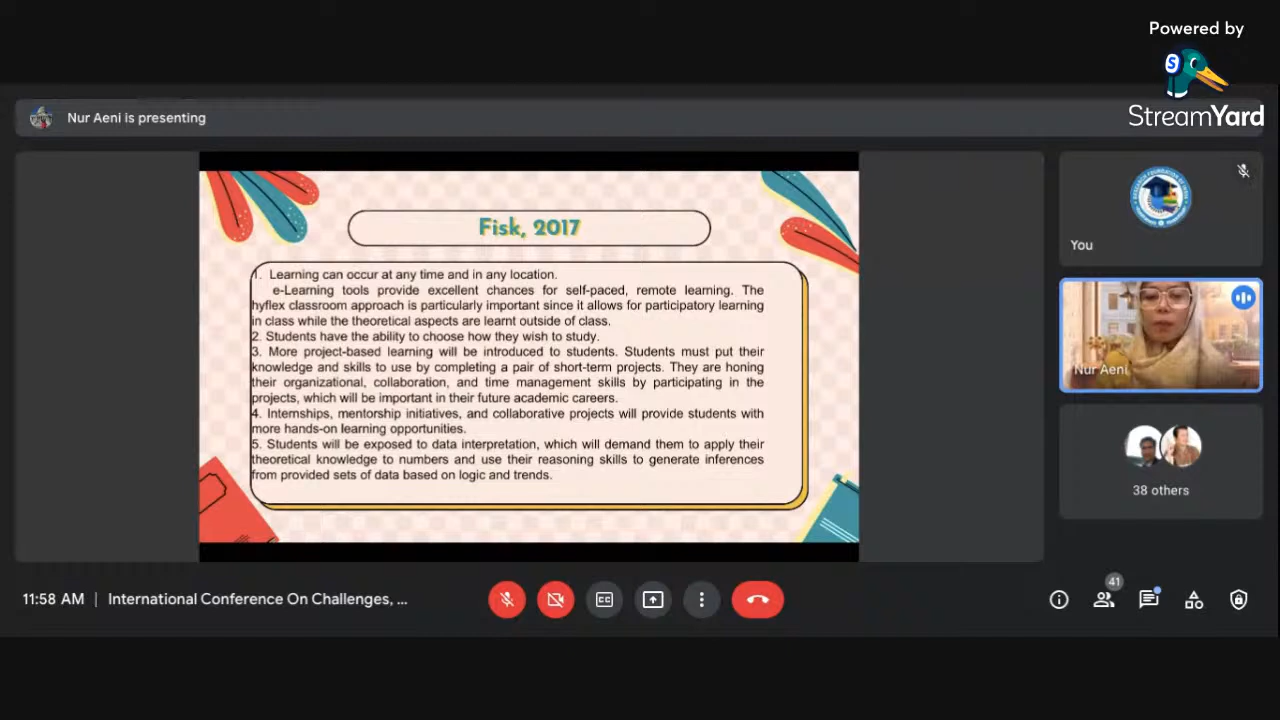 Powered by
StreamYard
Nur Aeni is presenting
Fisk, 2017
1. Learning can occur at any time and in any location.
e-Learning tools provide excellent chances for self-paced, remote learning. The
hyflex classroom approach is particularly important since it allows for participatory learning
in class while the theoretical aspects are learnt outside of class.
2. Students have the ability to choose how they wish to study.
3. More project-based learning will be introduced to students. Students must put their
knowledge and skills to use by completing a pair of short-term projects. They are honing
their organizational, collaboration, and time management skills by participating in the
projects, which will be important in their future academic careers.
4. Internships, mentorship initiatives, and collaborative projects will provide students with
more hands-on learning opportunities.
5. Students will be exposed to data interpretation, which will demand them to apply their
theoretical knowledge to numbers and use their reasoning skills to generate inferences
from provided sets of data based on logic and trends.
You
Nur Aeni
38 others
11:58 AM | International Conference On Challenges, ...
CC
41